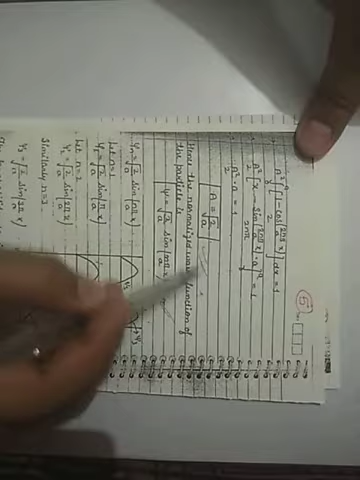 5
A² ∫ [1 - cos(2nπ/a x)] / 2 dx = 1
A²/2 [x - sin(2nπ/a x) · a/2nπ] = 1
A²/2 · a = 1
A = √2/a
Hence the normalized wave function of
the particle is
ψ = √2/a sin(nπ x/a)
ψn = √2/a sin(nπ x/a)
Let n=1
ψ1 = √2/a sin(π x/a)
Let n=2
ψ2 = √2/a sin(2π x/a)
Similarly n=3
ψ3 = √2/a sin(3π x/a)